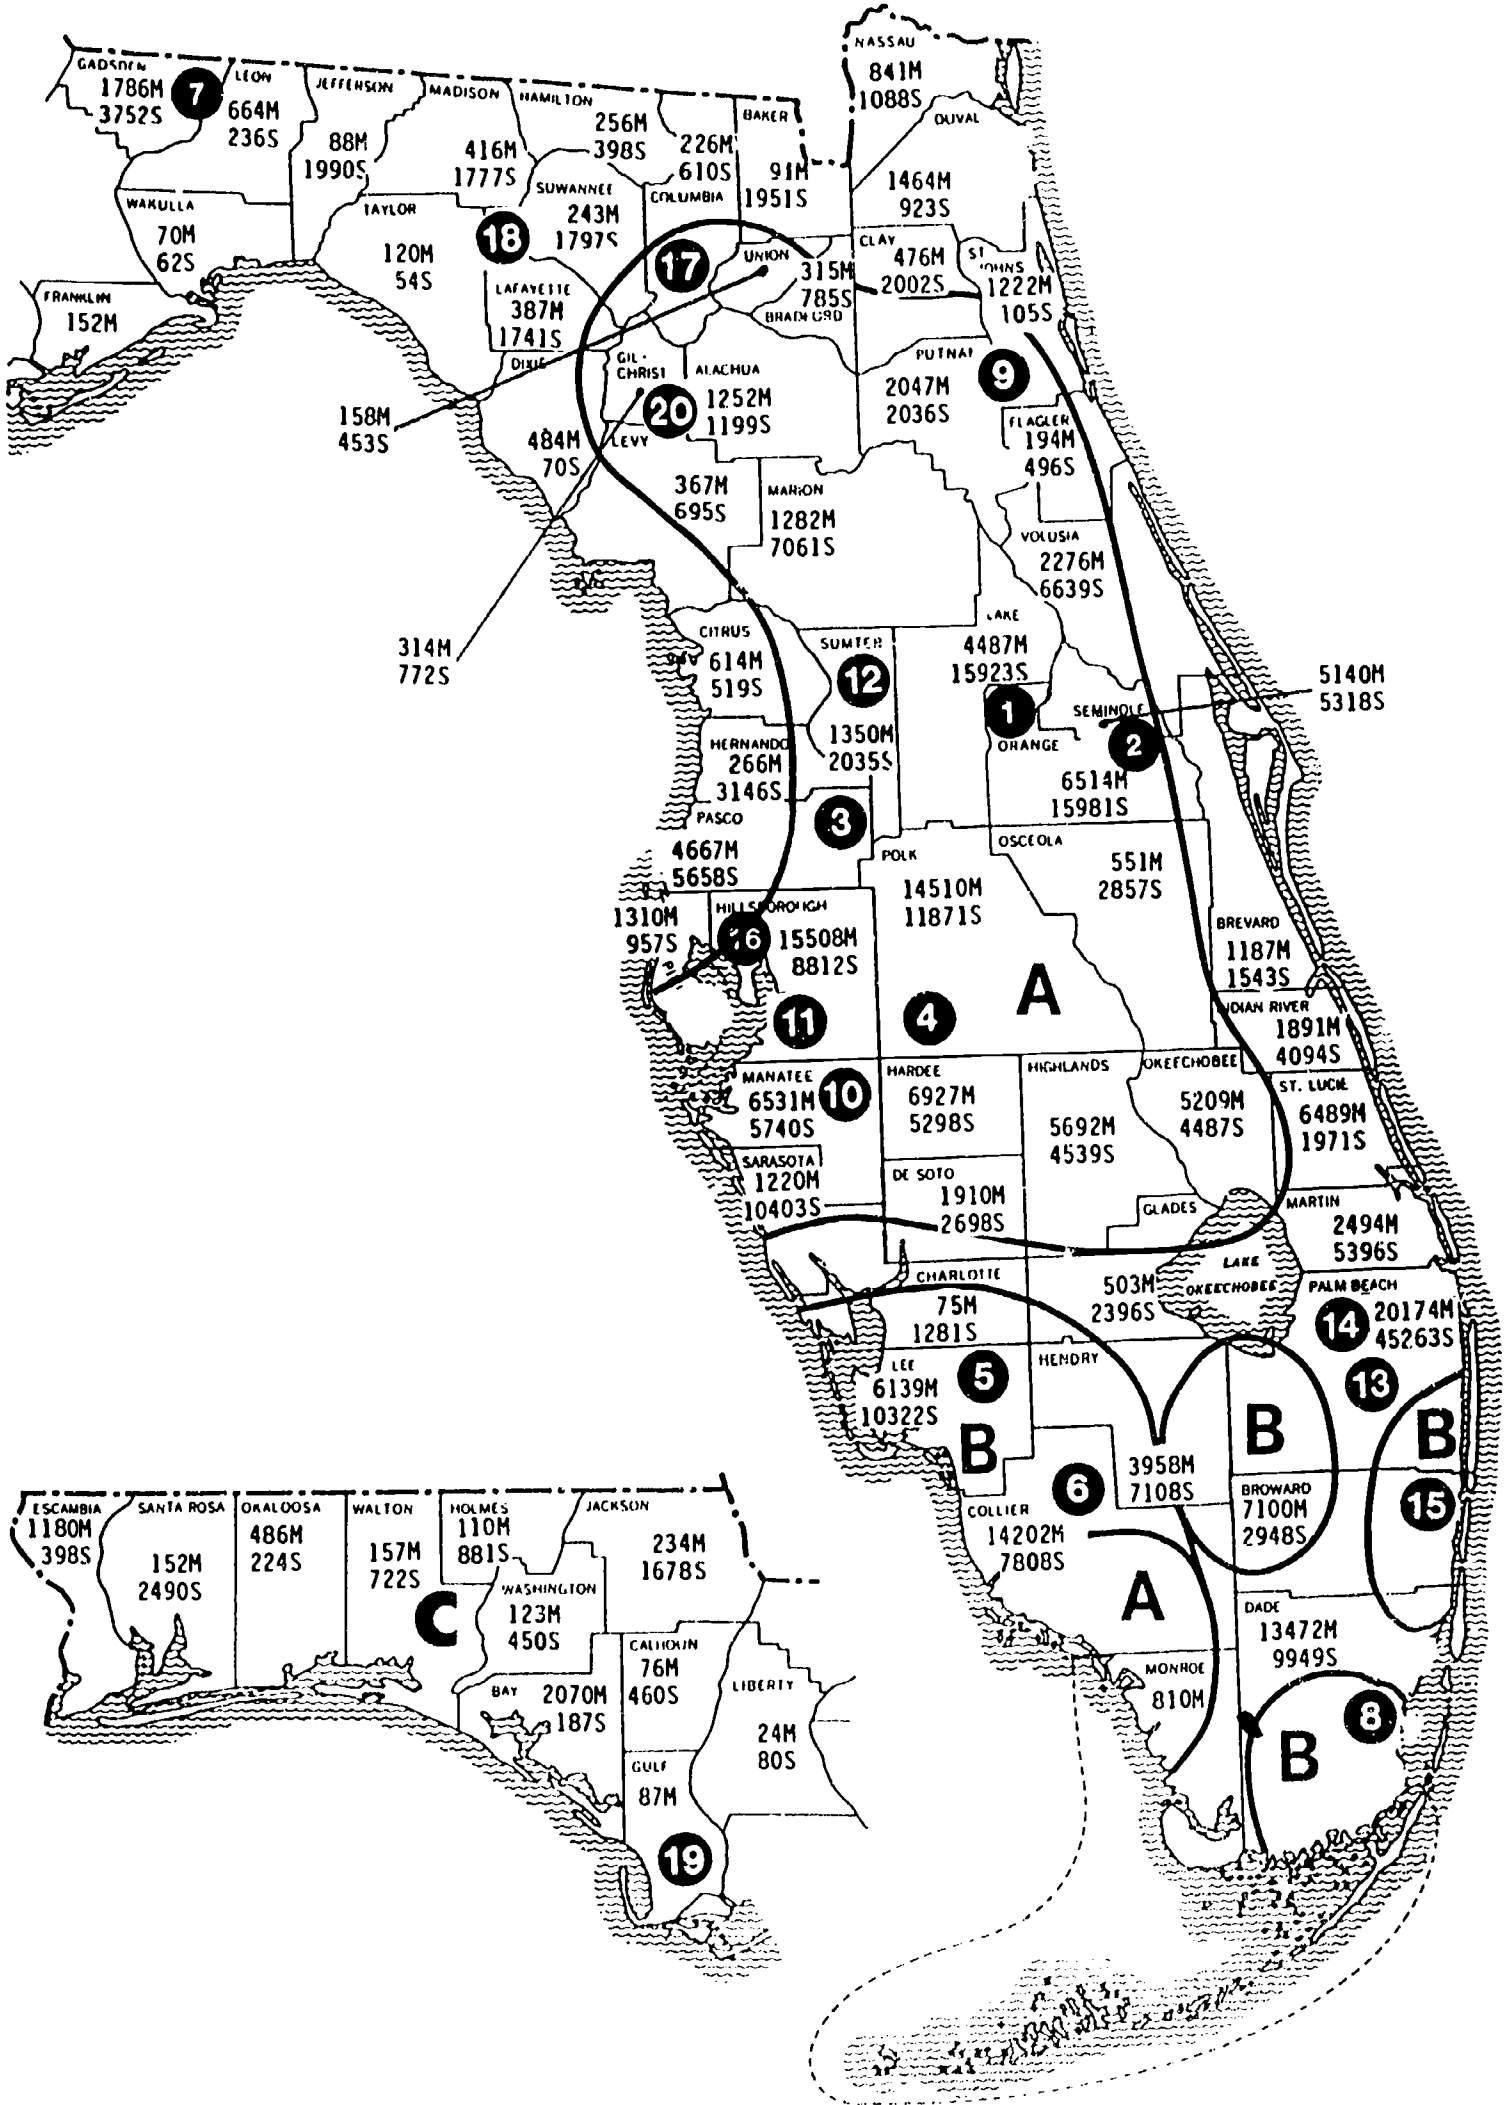 GADSDEN
1786M
3752S
7
LEON
664M
236S
JEFFERSON
88M
1990S
MADISON
416M
1777S
HAMILTON
256M
398S
226M
610S
COLUMBIA
BAKER
91M
1951S
NASSAU
841M
1088S
DUVAL
1464M
923S
WAKULLA
70M
62S
TAYLOR
120M
54S
18
SUWANNEE
243M
1797S
17
UNION
315M
785S
BRADFORD
CLAY
476M
2002S
ST
JOHNS
1222M
105S
FRANKLIN
152M
LAFAYETTE
387M
1741S
DIXIE
484M
70S
GIL-
CHRIST
20
ALACHUA
1252M
1199S
PUTNAM
2047M
2036S
9
FLAGLER
194M
496S
158M
453S
LEVY
367M
695S
MARION
1282M
7061S
VOLUSIA
2276M
6639S
314M
772S
CITRUS
614M
519S
SUMTER
12
1350M
2035S
LAKE
4487M
15923S
1
SEMINOLE
2
5140M
5318S
ORANGE
6514M
15981S
HERNANDO
266M
3146S
PASCO
3
4667M
5658S
POLK
14510M
11871S
OSCEOLA
551M
2857S
1310M
957S
HILLSBOROUGH
16
15508M
8812S
11
4
A
BREVARD
1187M
1543S
INDIAN RIVER
1891M
4094S
MANATEE
6531M
5740S
10
HARDEE
6927M
5298S
HIGHLANDS
5692M
4539S
OKEECHOBEE
5209M
4487S
ST. LUCIE
6489M
1971S
SARASOTA
1220M
10403S
DE SOTO
1910M
2698S
GLADES
503M
2396S
MARTIN
2494M
5396S
LAKE
OKEECHOBEE
CHARLOTTE
75M
1281S
PALM BEACH
14
20174M
45263S
13
LEE
6139M
10322S
5
B
HENDRY
3958M
7108S
B
B
6
COLLIER
14202M
7808S
A
BROWARD
7100M
2948S
15
DADE
13472M
9949S
MONROE
810M
8
B
ESCAMBIA
1180M
398S
SANTA ROSA
152M
2490S
OKALOOSA
486M
224S
WALTON
157M
722S
C
HOLMES
110M
881S
JACKSON
234M
1678S
WASHINGTON
123M
450S
BAY
2070M
187S
CALHOUN
76M
460S
LIBERTY
24M
80S
GULF
87M
19